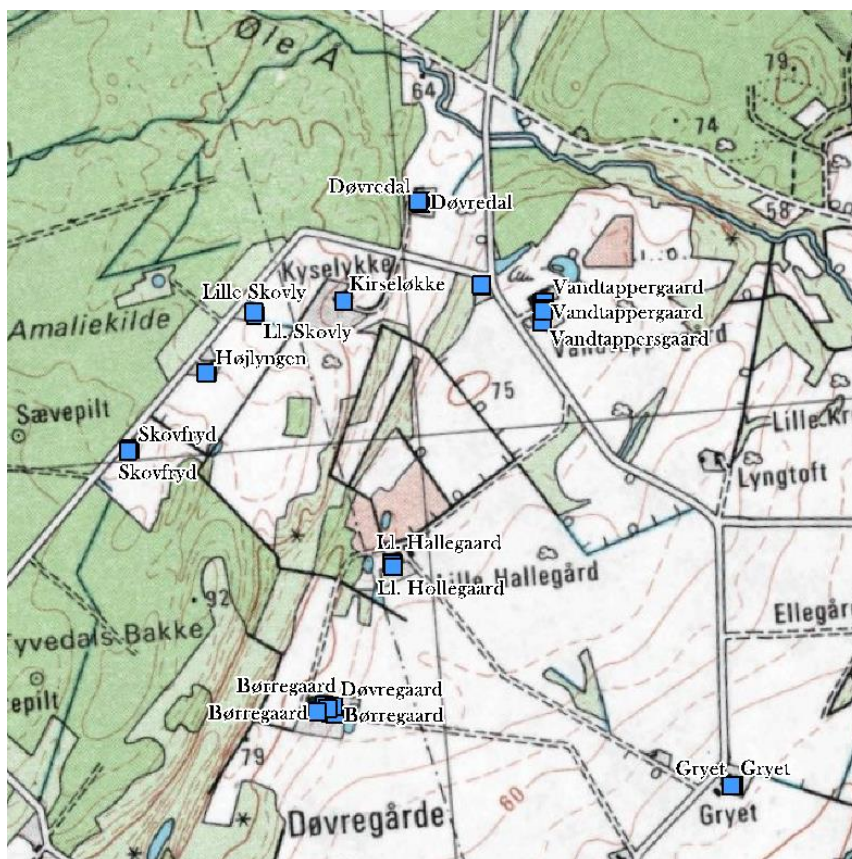 Øle Å
64
79
74
58
Døvredal
Døvredal
Kyselykke
Kirseløkke
Lille Skovly
Ll. Skovly
Vandtappergaard
Vandtappergaard
Vandtappersgaard
Amaliekilde
Højlyngen
75
Sævepilt
Skovfryd
Skovfryd
Lille Kr
Lyngtoft
Ll. Hallegaard
Lille Hallegård
Ll. Hollegaard
92
Ellegår
Tyvedals Bakke
epilt
Børregaard
Døvregaard
Børregaard
Børregaard
79
Gryet
Gryet
60
Gryet
Døvregårde